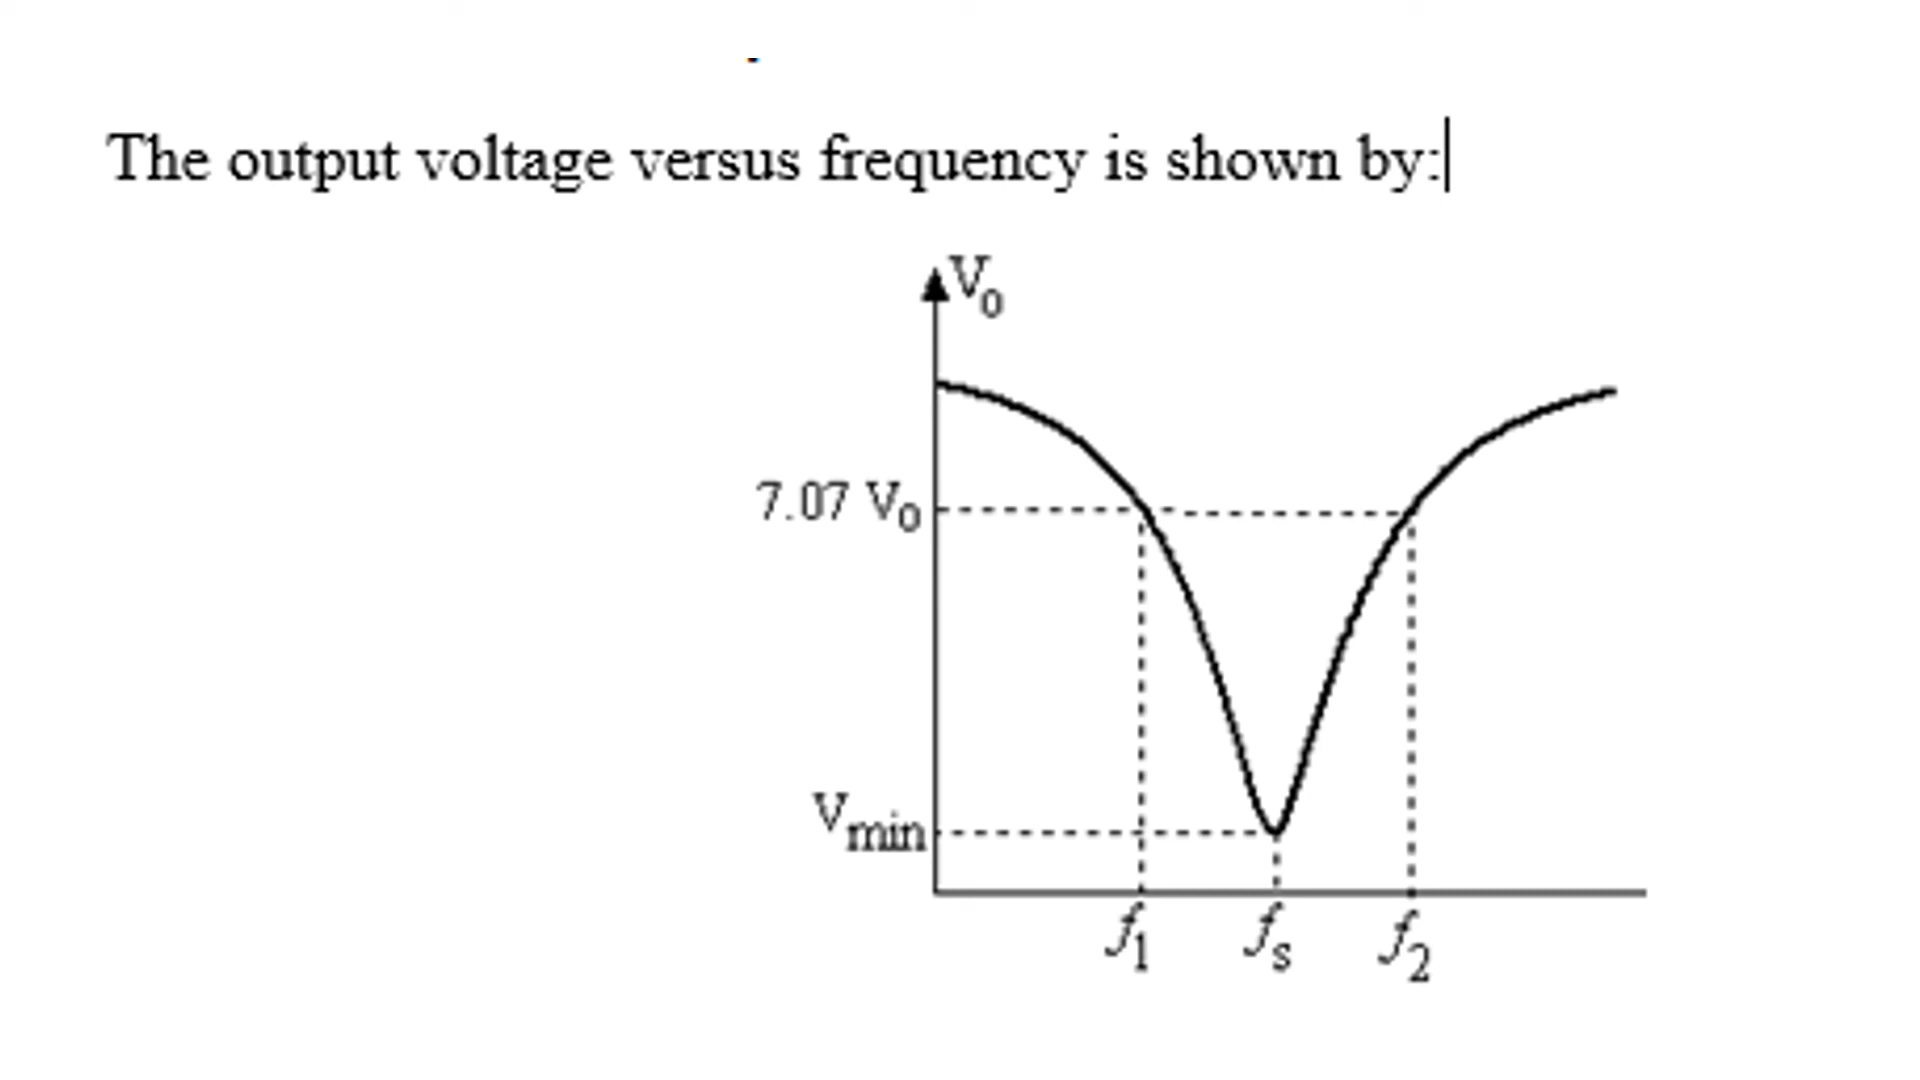 The output voltage versus frequency is shown by:
V0
7.07 V0
Vmin
f1 fs f2